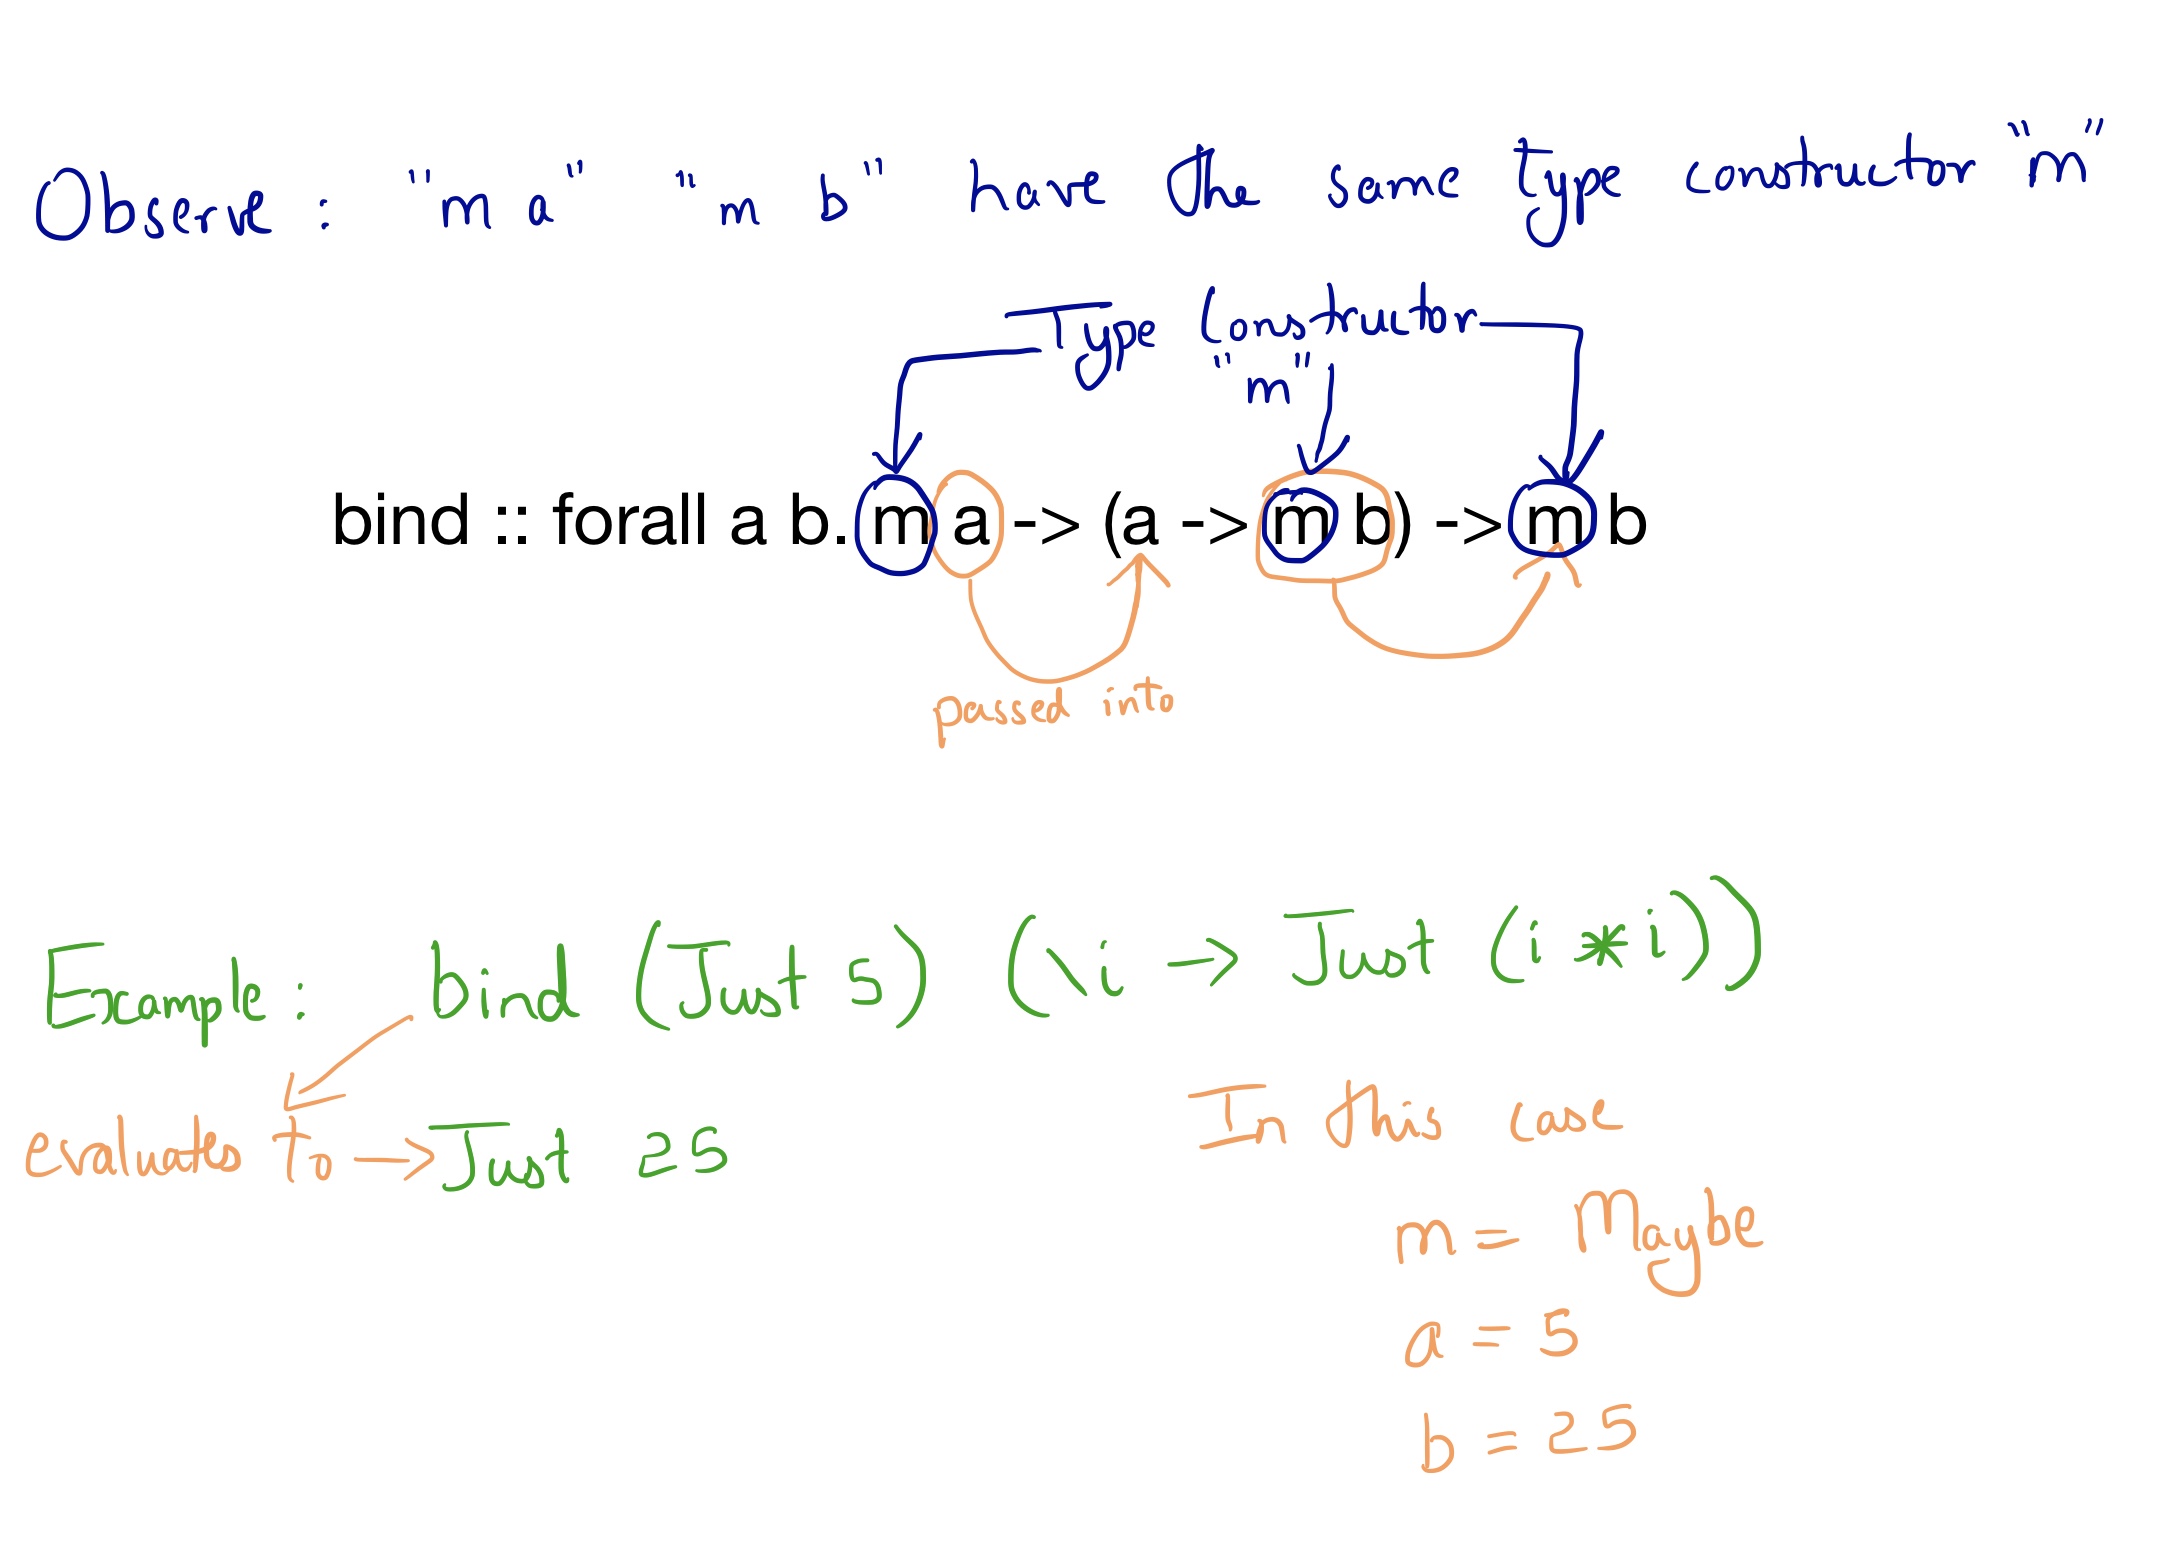 Observe : "m a" "m b" have the same type constructor "m"
Type Constructor
"m"
bind :: forall a b. m a -> (a -> m b) -> m b
passed into
Example : bind (Just 5) (\i → Just (i * i))
evaluates to → Just 25
In this case
m = Maybe
a = 5
b = 25